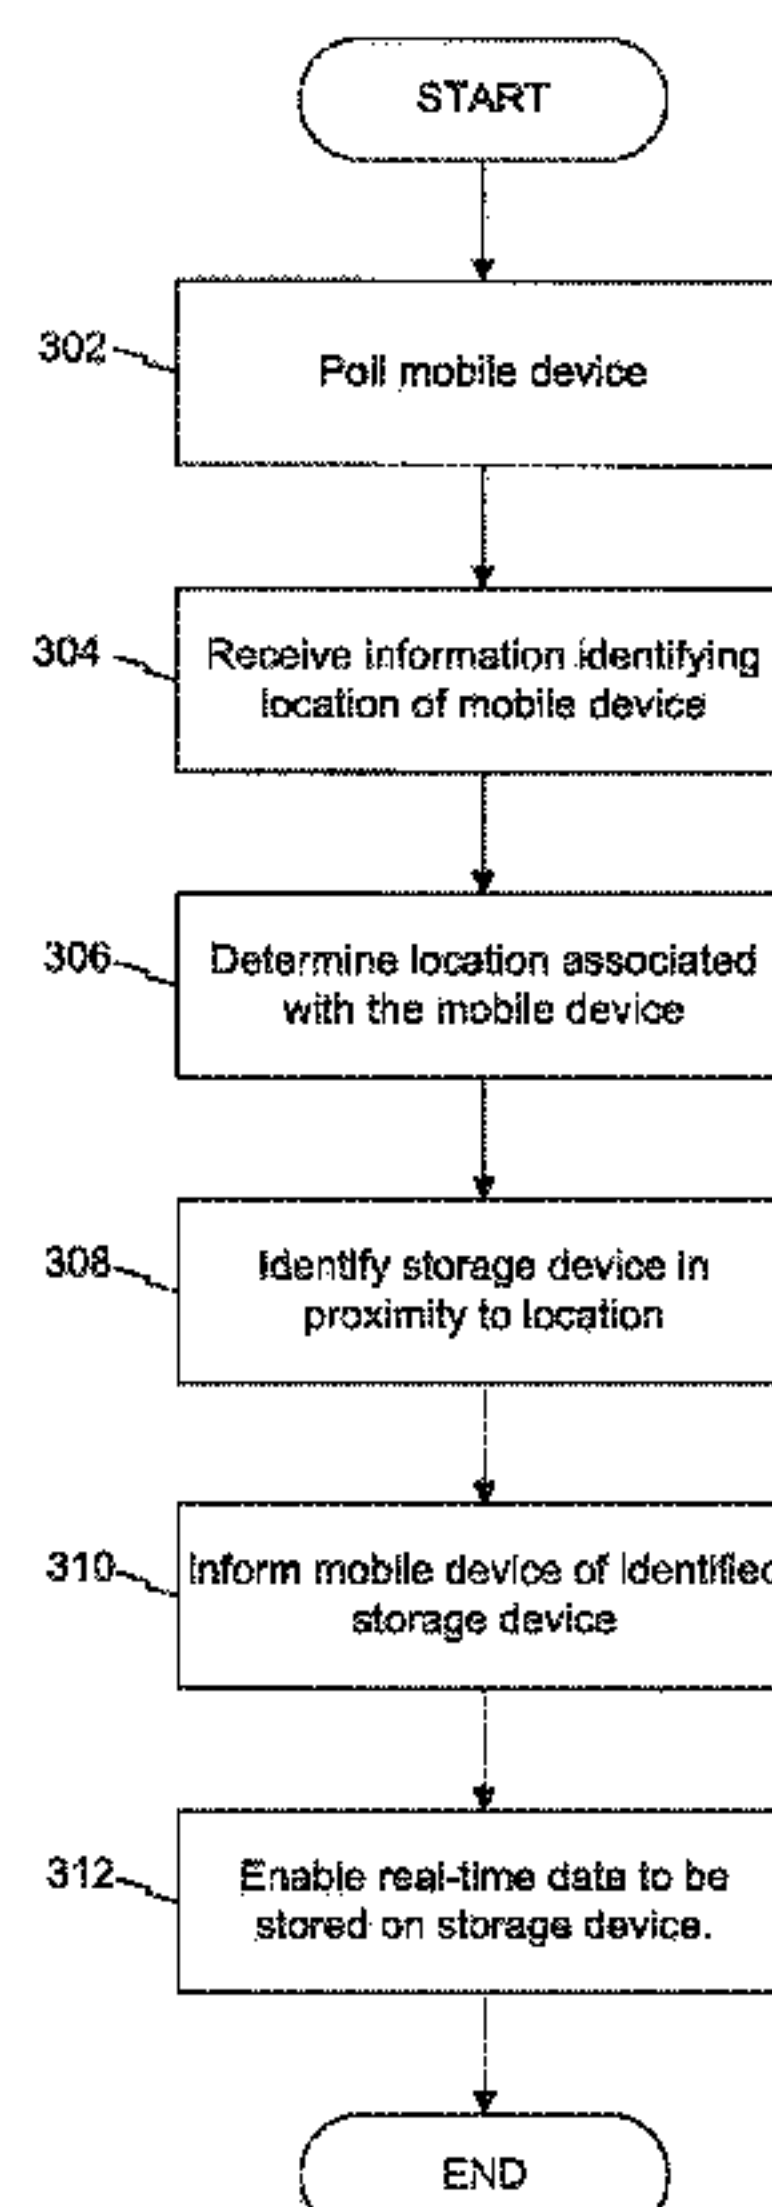 START
302
Poll mobile device
304
Receive information identifying
location of mobile device
306
Determine location associated
with the mobile device
308
Identify storage device in
proximity to location
310
Inform mobile device of identified
storage device
312
Enable real-time data to be
stored on storage device.
END